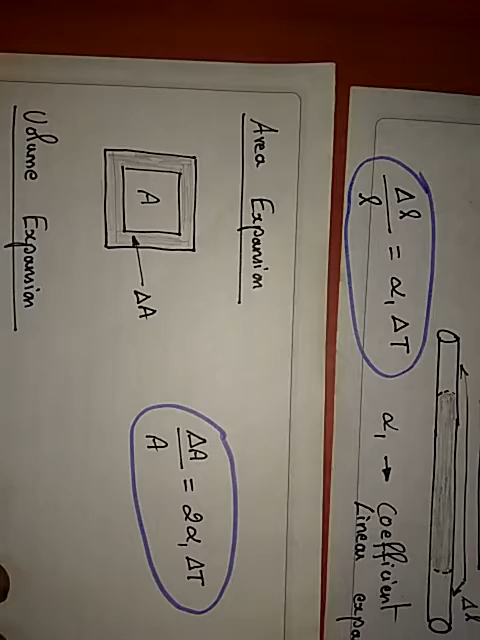 Δl
Δl/l = α₁ ΔT
α₁ → Coefficient
Linear
Area Expansion
A
ΔA
ΔA/A = 2α₁ ΔT
Volume Expansion